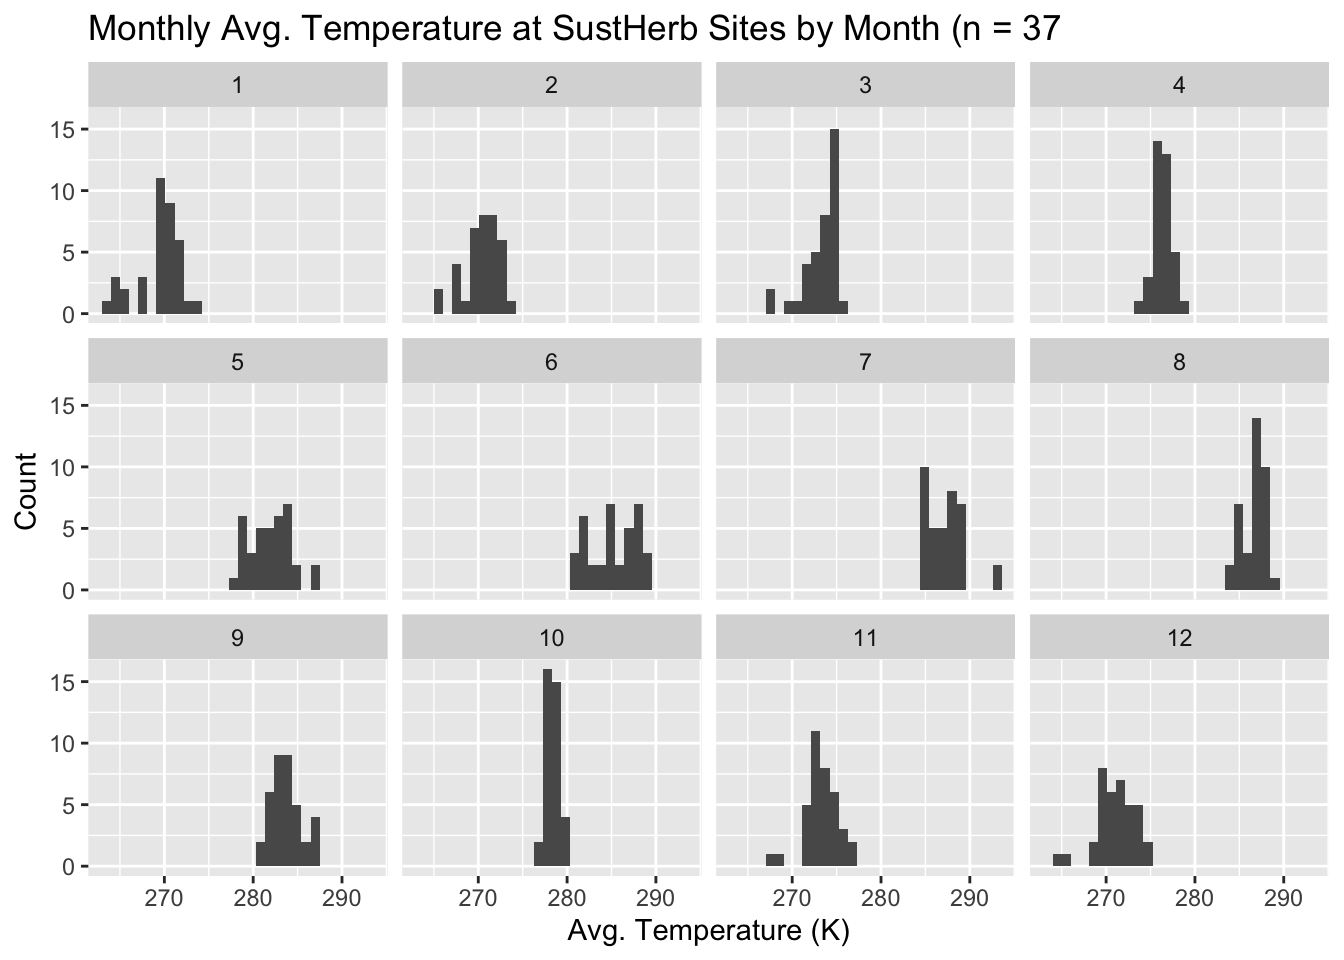 Monthly Avg. Temperature at SustHerb Sites by Month (n = 37
1 2 3 4
15
10
5
0
5 6 7 8
15
10
5
0
Count
9 10 11 12
15
10
5
0
270 280 290 270 280 290 270 280 290 270 280 290
Avg. Temperature (K)